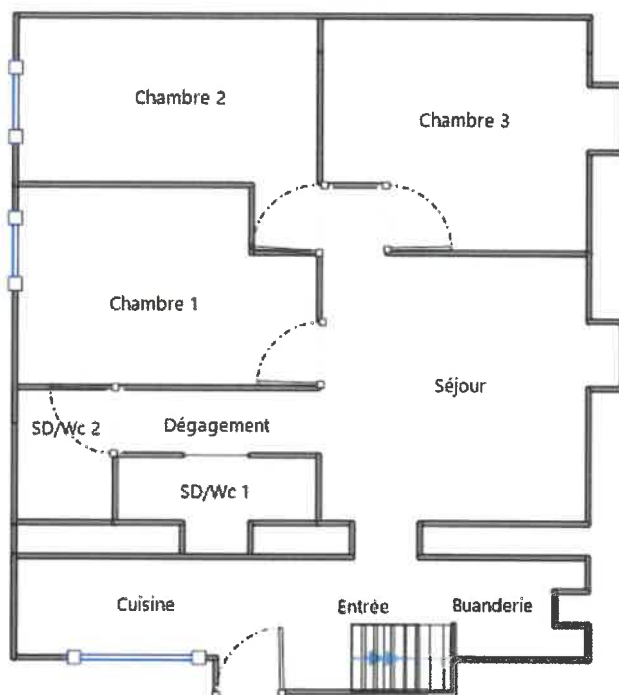 Chambre 2
Chambre 3
Chambre 1
Séjour
SD/Wc 2
Dégagement
SD/Wc 1
Cuisine
Entrée
Buanderie